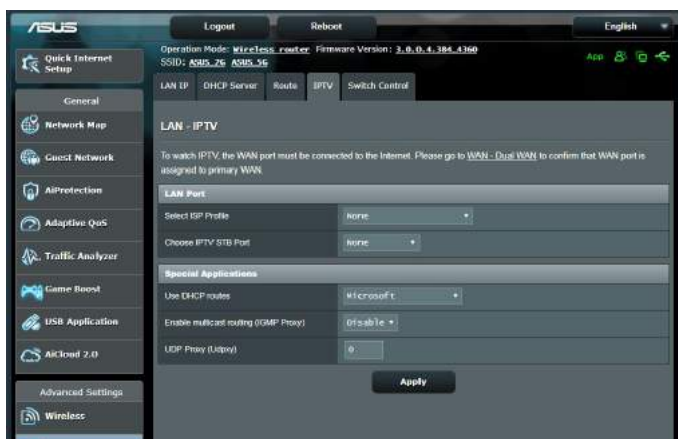 ASUS
Logout
Reboot
English
Quick Internet Setup
Operation Mode: Wireless router Firmware Version: 3.0.0.4.384_4360
SSID: ASUS_2G ASUS_5G
App
LAN IP DHCP Server Route IPTV Switch Control
General
Network Map
Guest Network
AiProtection
Adaptive QoS
Traffic Analyzer
Game Boost
USB Application
AiCloud 2.0
Advanced Settings
Wireless
LAN - IPTV
To watch IPTV, the WAN port must be connected to the Internet. Please go to WAN - Dual WAN to confirm that WAN port is
assigned to primary WAN.
LAN Port
Select ISP Profile None
Choose IPTV STB Port None
Special Applications
Use DHCP routes Microsoft
Enable multicast routing (IGMP Proxy) Disable
UDP Proxy (Udpxy) 0
Apply